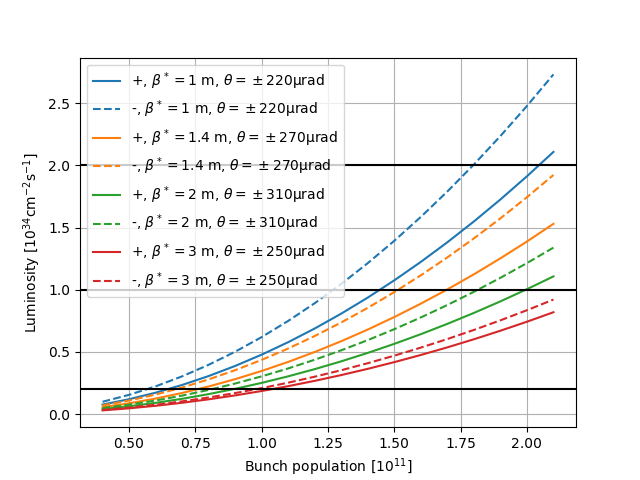 +, β* = 1 m, θ = ±220µrad
-, β* = 1 m, θ = ±220µrad
+, β* = 1.4 m, θ = ±270µrad
-, β* = 1.4 m, θ = ±270µrad
+, β* = 2 m, θ = ±310µrad
-, β* = 2 m, θ = ±310µrad
+, β* = 3 m, θ = ±250µrad
-, β* = 3 m, θ = ±250µrad
Luminosity [10³⁴cm⁻²s⁻¹]
2.5
2.0
1.5
1.0
0.5
0.0
0.50 0.75 1.00 1.25 1.50 1.75 2.00
Bunch population [10¹¹]